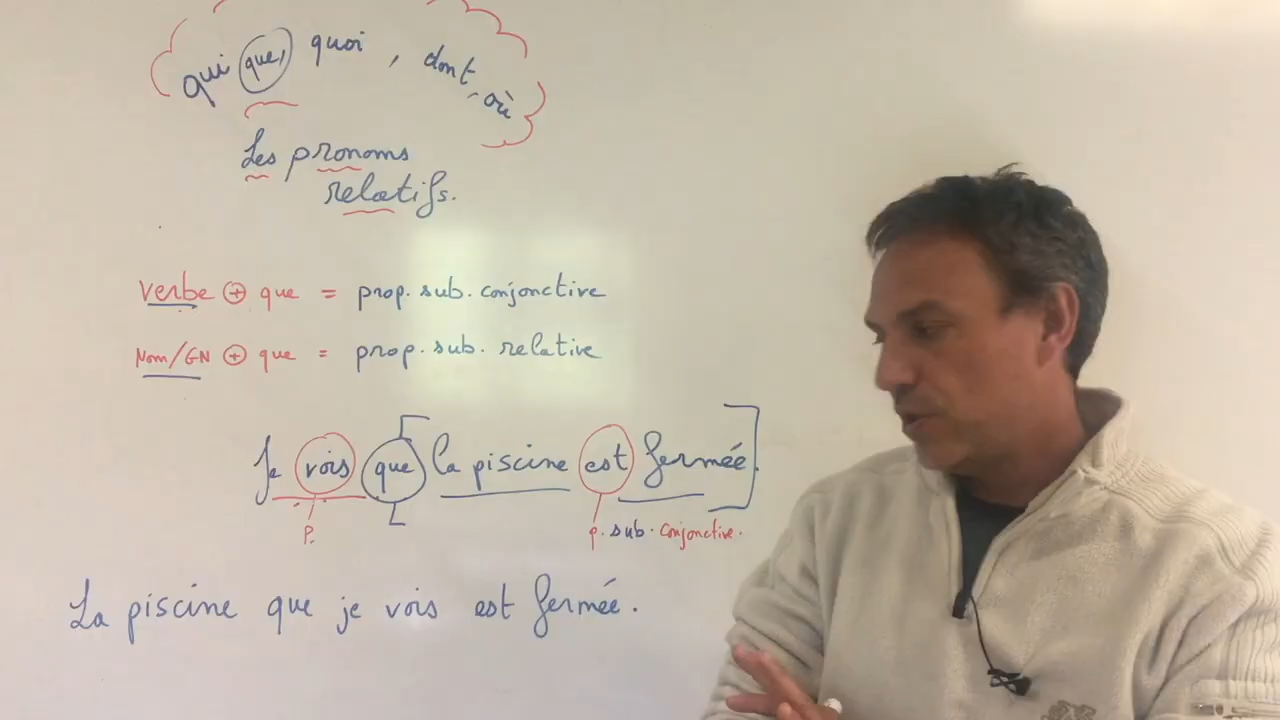 qui que, quoi, dont, où
Les pronoms
relatifs.
verbe ⊕ que = prop. sub. conjonctive
Nom/GN ⊕ que = prop. sub. relative
Je vois que [la piscine est fermée.]
P. p. sub. conjonctive.
La piscine que je vois est fermée.